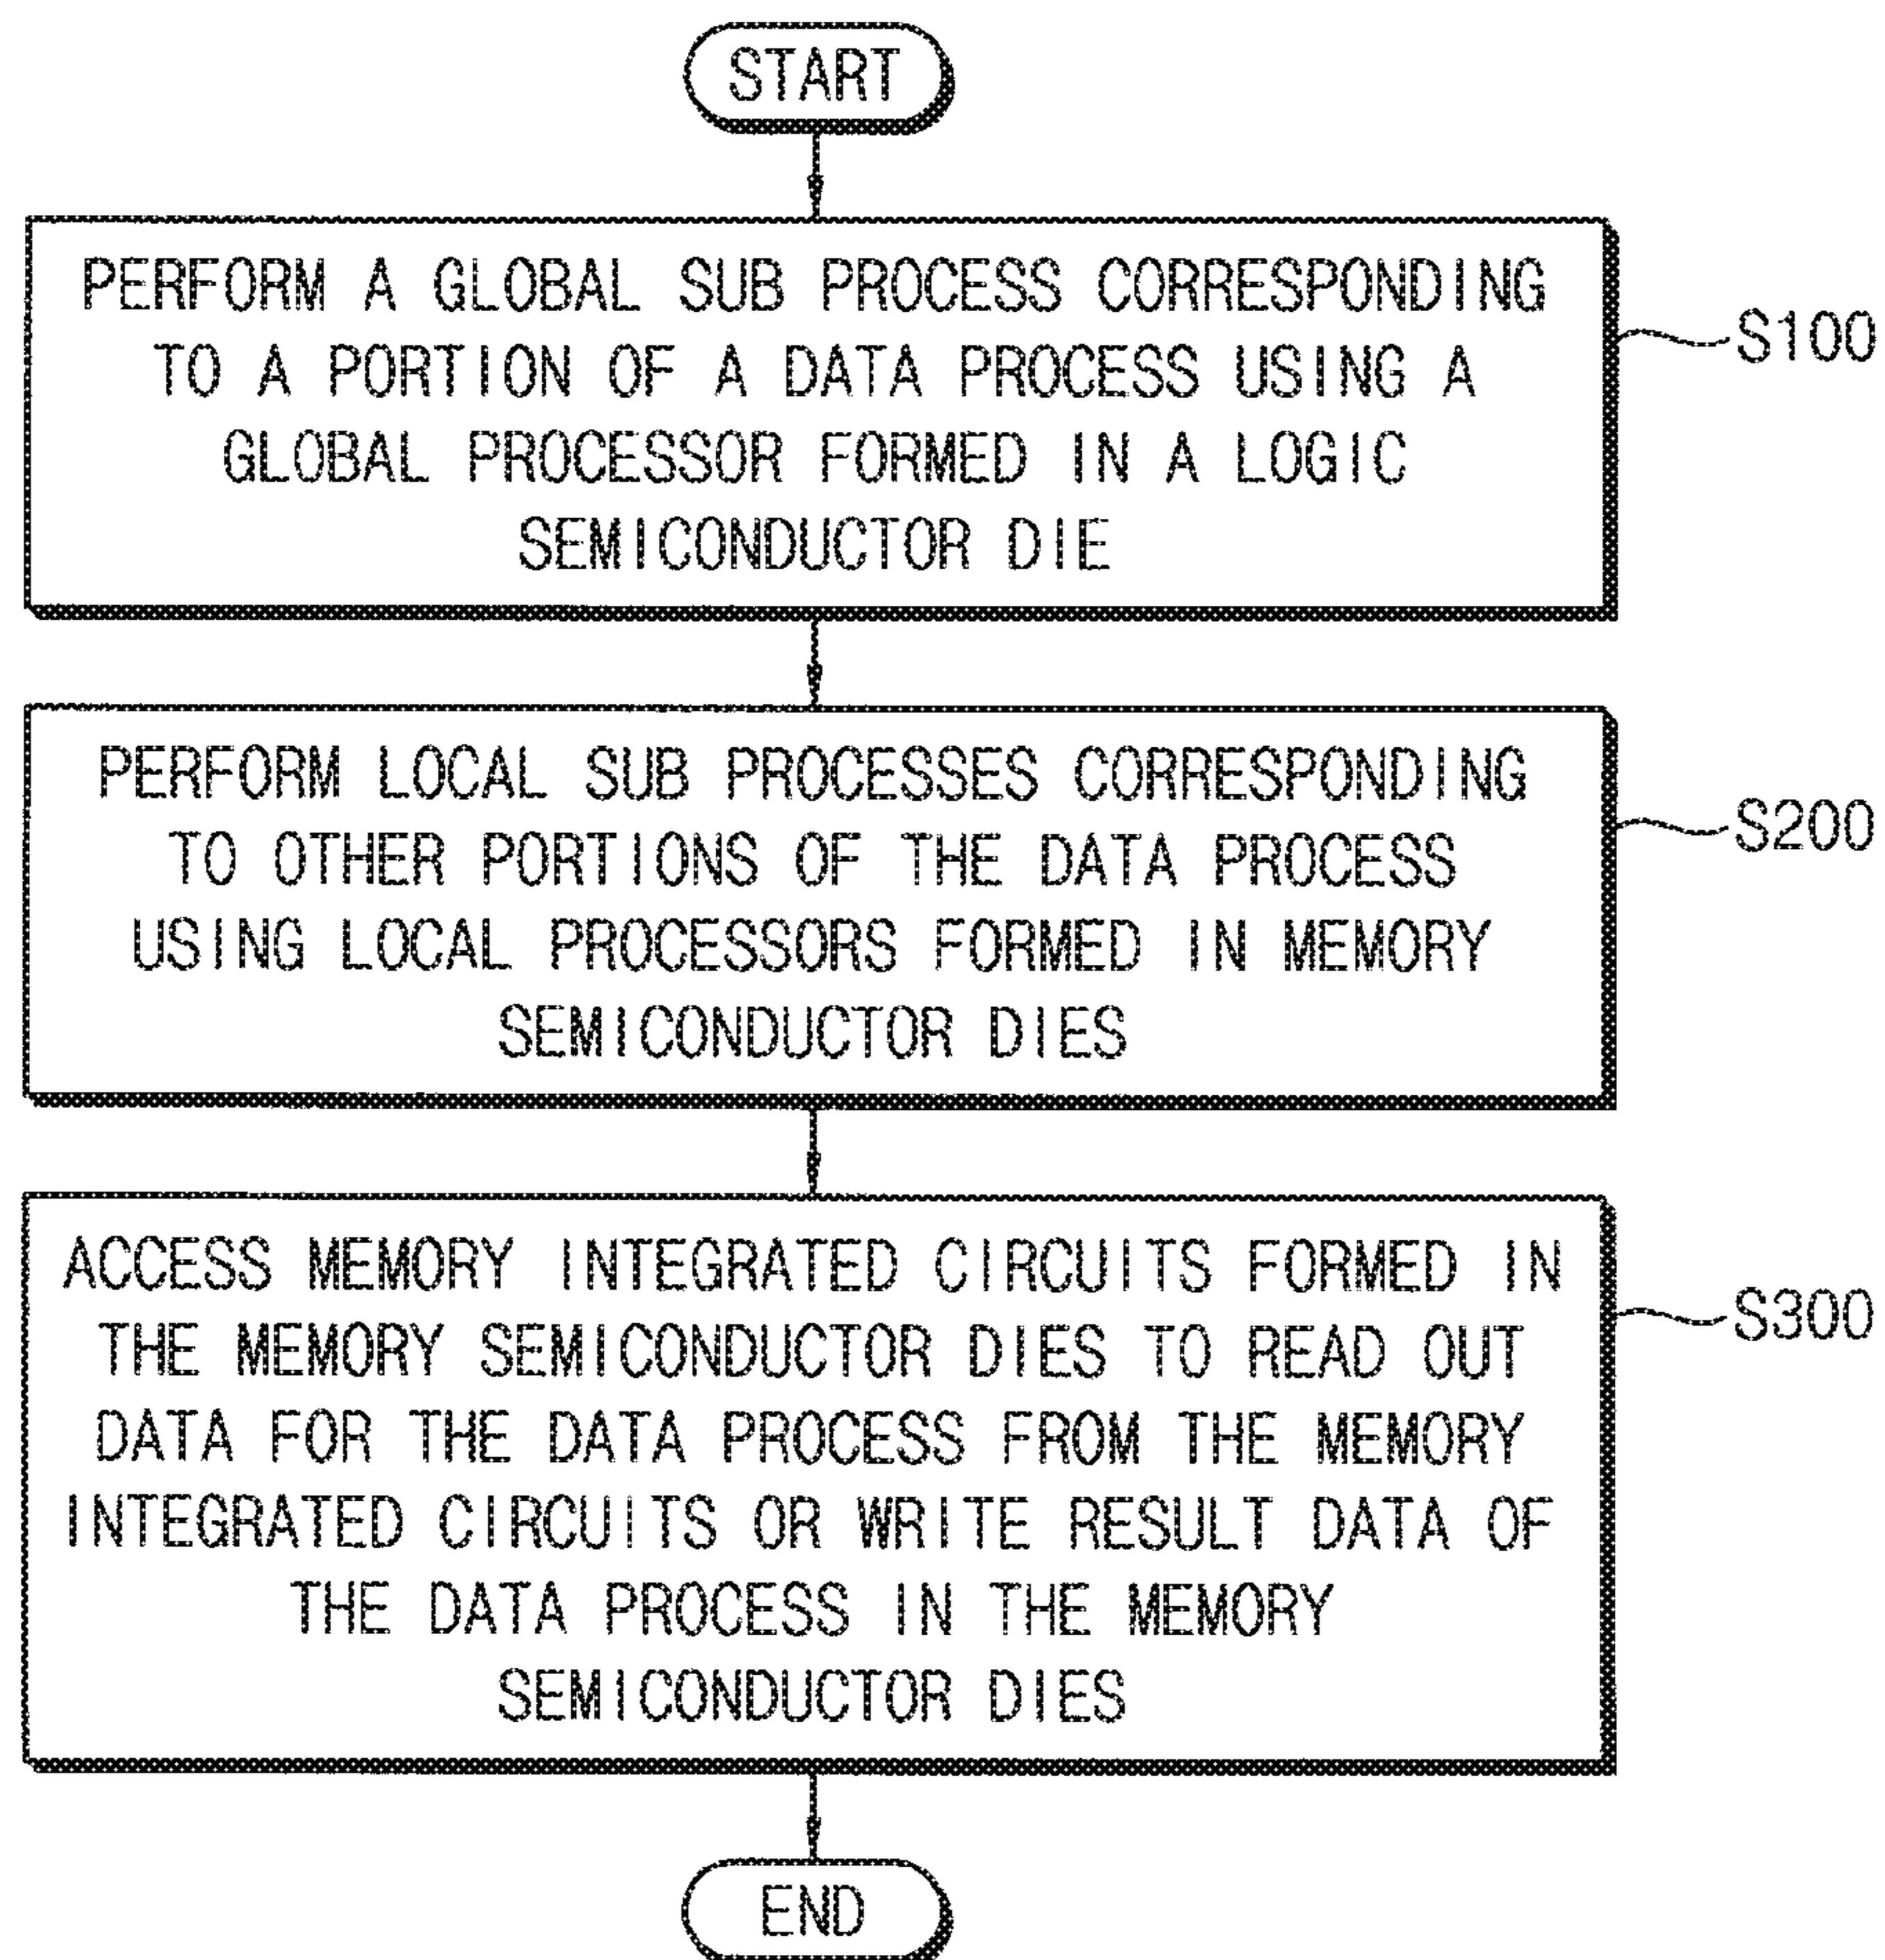 START
PERFORM A GLOBAL SUB PROCESS CORRESPONDING
TO A PORTION OF A DATA PROCESS USING A
GLOBAL PROCESSOR FORMED IN A LOGIC
SEMICONDUCTOR DIE
S100
PERFORM LOCAL SUB PROCESSES CORRESPONDING
TO OTHER PORTIONS OF THE DATA PROCESS
USING LOCAL PROCESSORS FORMED IN MEMORY
SEMICONDUCTOR DIES
S200
ACCESS MEMORY INTEGRATED CIRCUITS FORMED IN
THE MEMORY SEMICONDUCTOR DIES TO READ OUT
DATA FOR THE DATA PROCESS FROM THE MEMORY
INTEGRATED CIRCUITS OR WRITE RESULT DATA OF
THE DATA PROCESS IN THE MEMORY
SEMICONDUCTOR DIES
S300
END